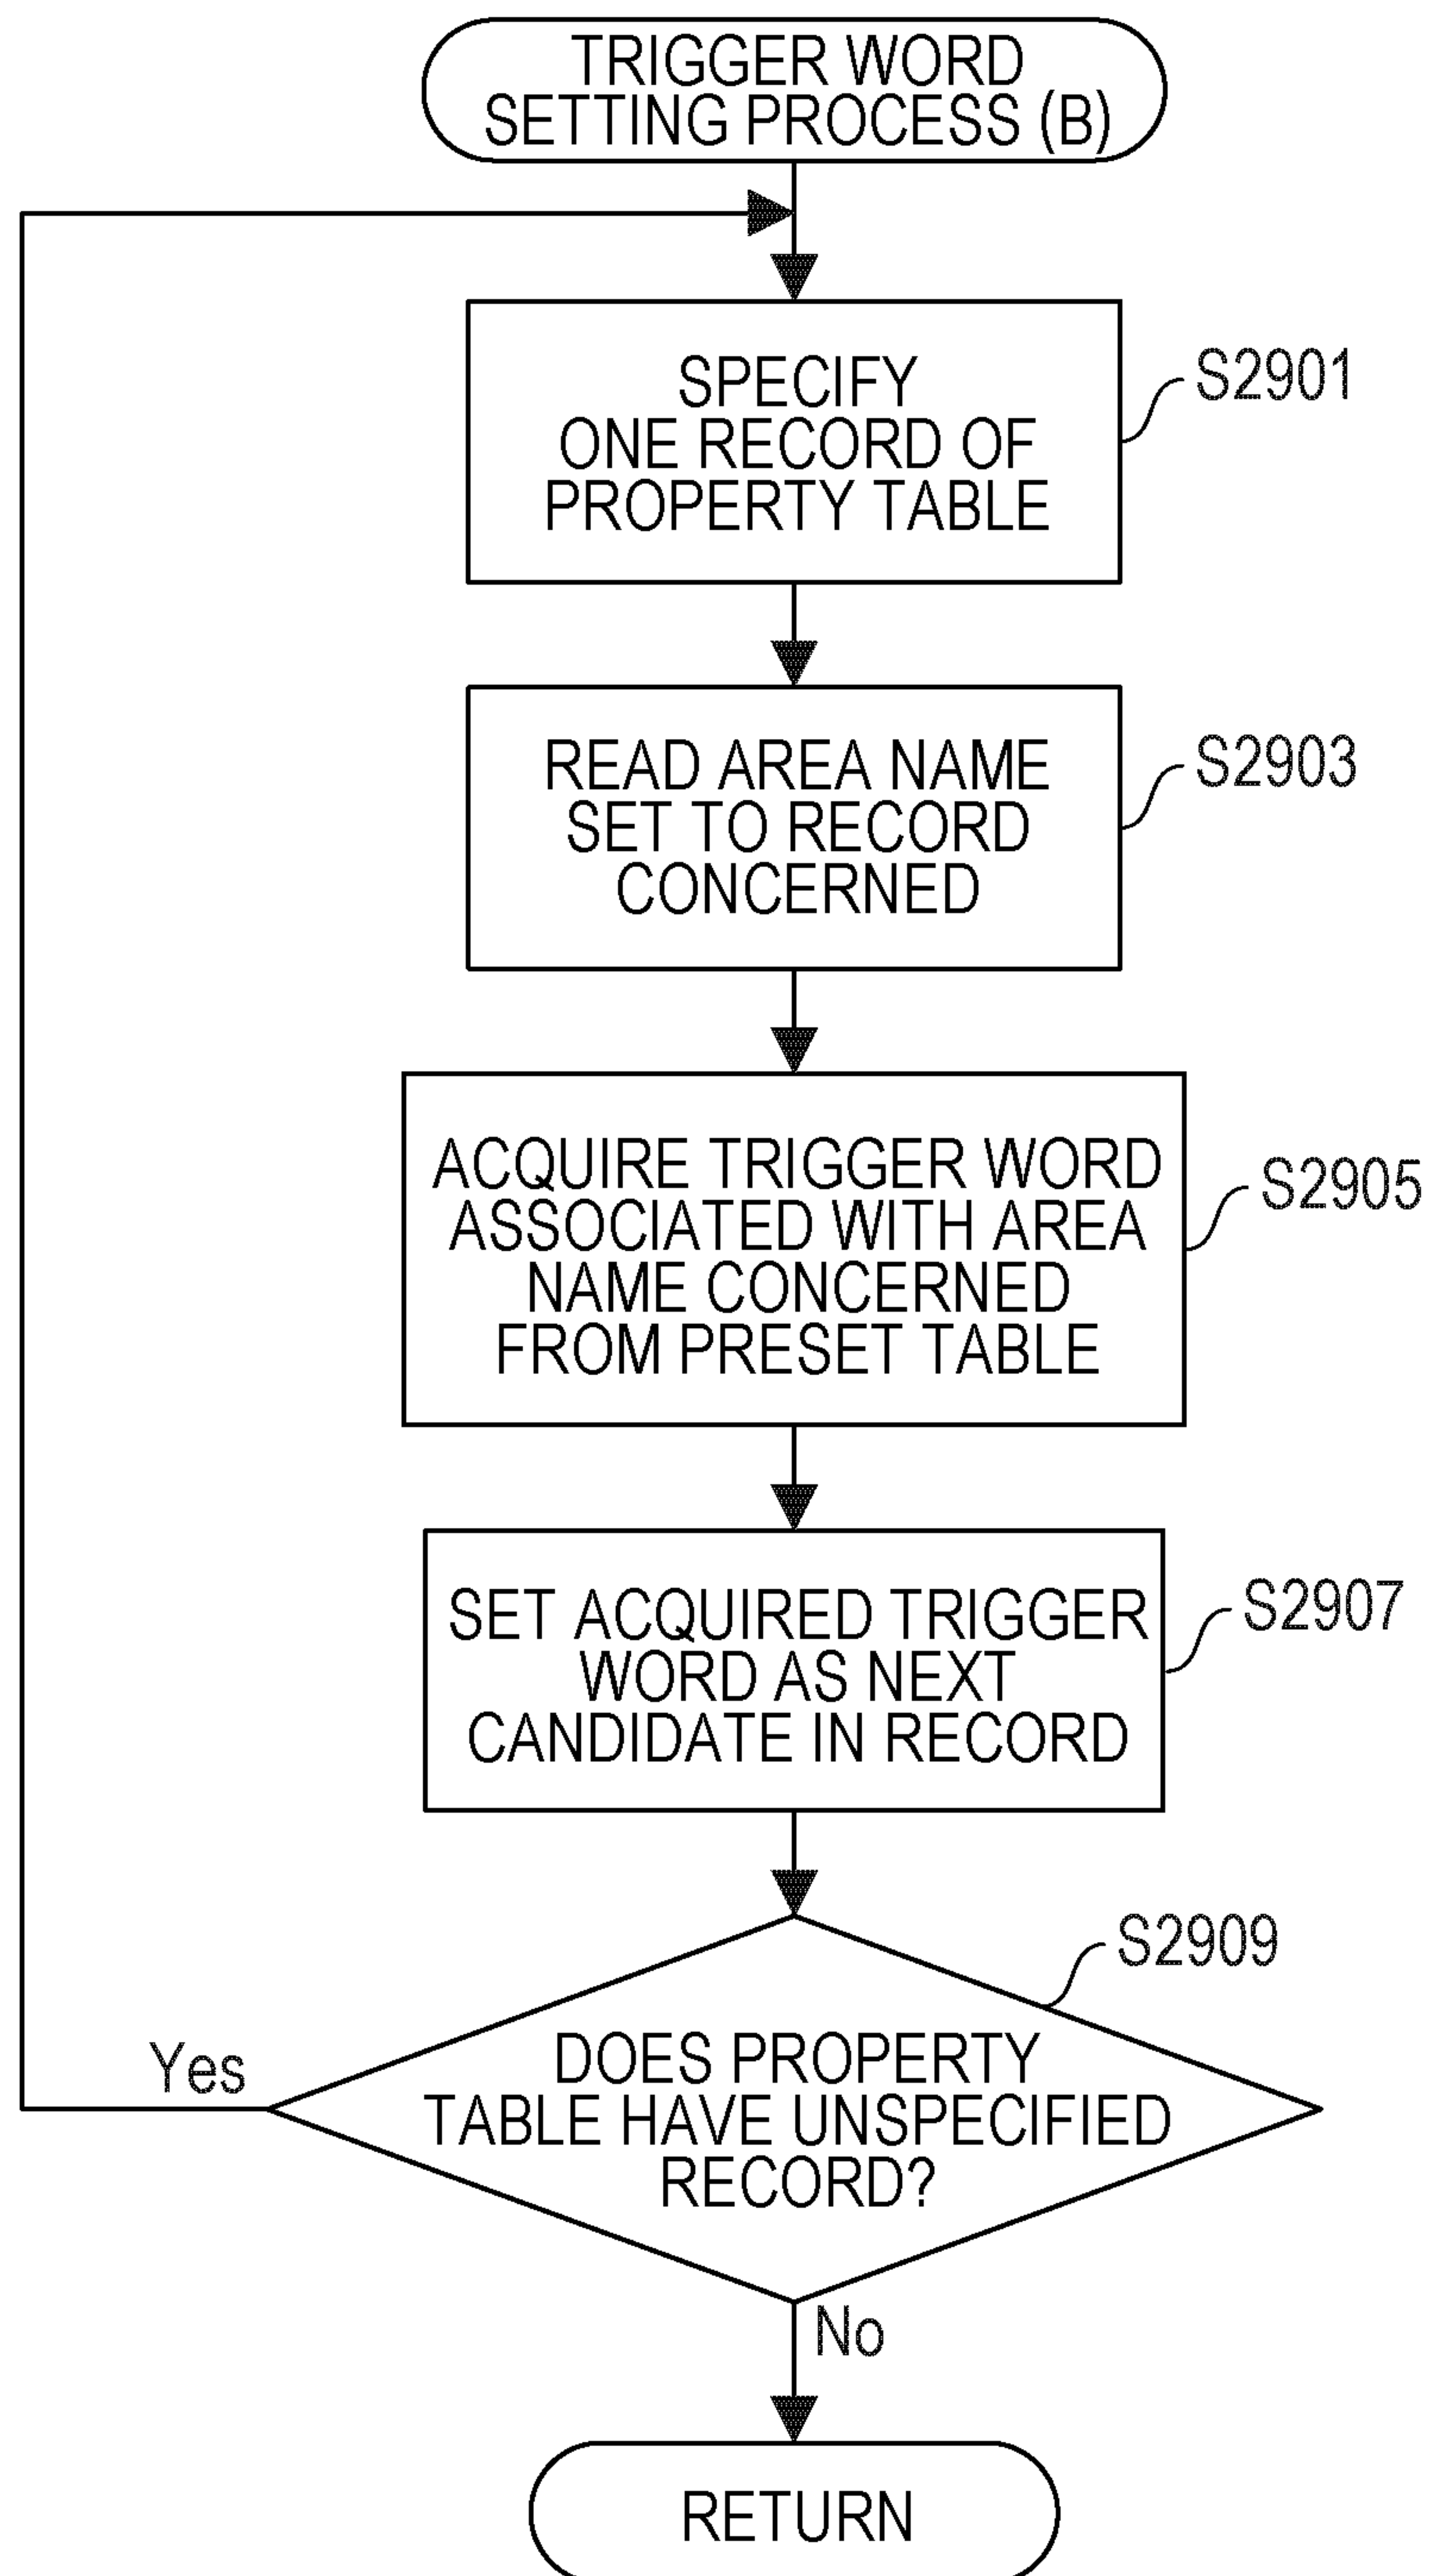 TRIGGER WORD
SETTING PROCESS (B)
SPECIFY
ONE RECORD OF
PROPERTY TABLE
S2901
READ AREA NAME
SET TO RECORD
CONCERNED
S2903
ACQUIRE TRIGGER WORD
ASSOCIATED WITH AREA
NAME CONCERNED
FROM PRESET TABLE
S2905
SET ACQUIRED TRIGGER
WORD AS NEXT
CANDIDATE IN RECORD
S2907
S2909
DOES PROPERTY
TABLE HAVE UNSPECIFIED
RECORD?
Yes
No
RETURN